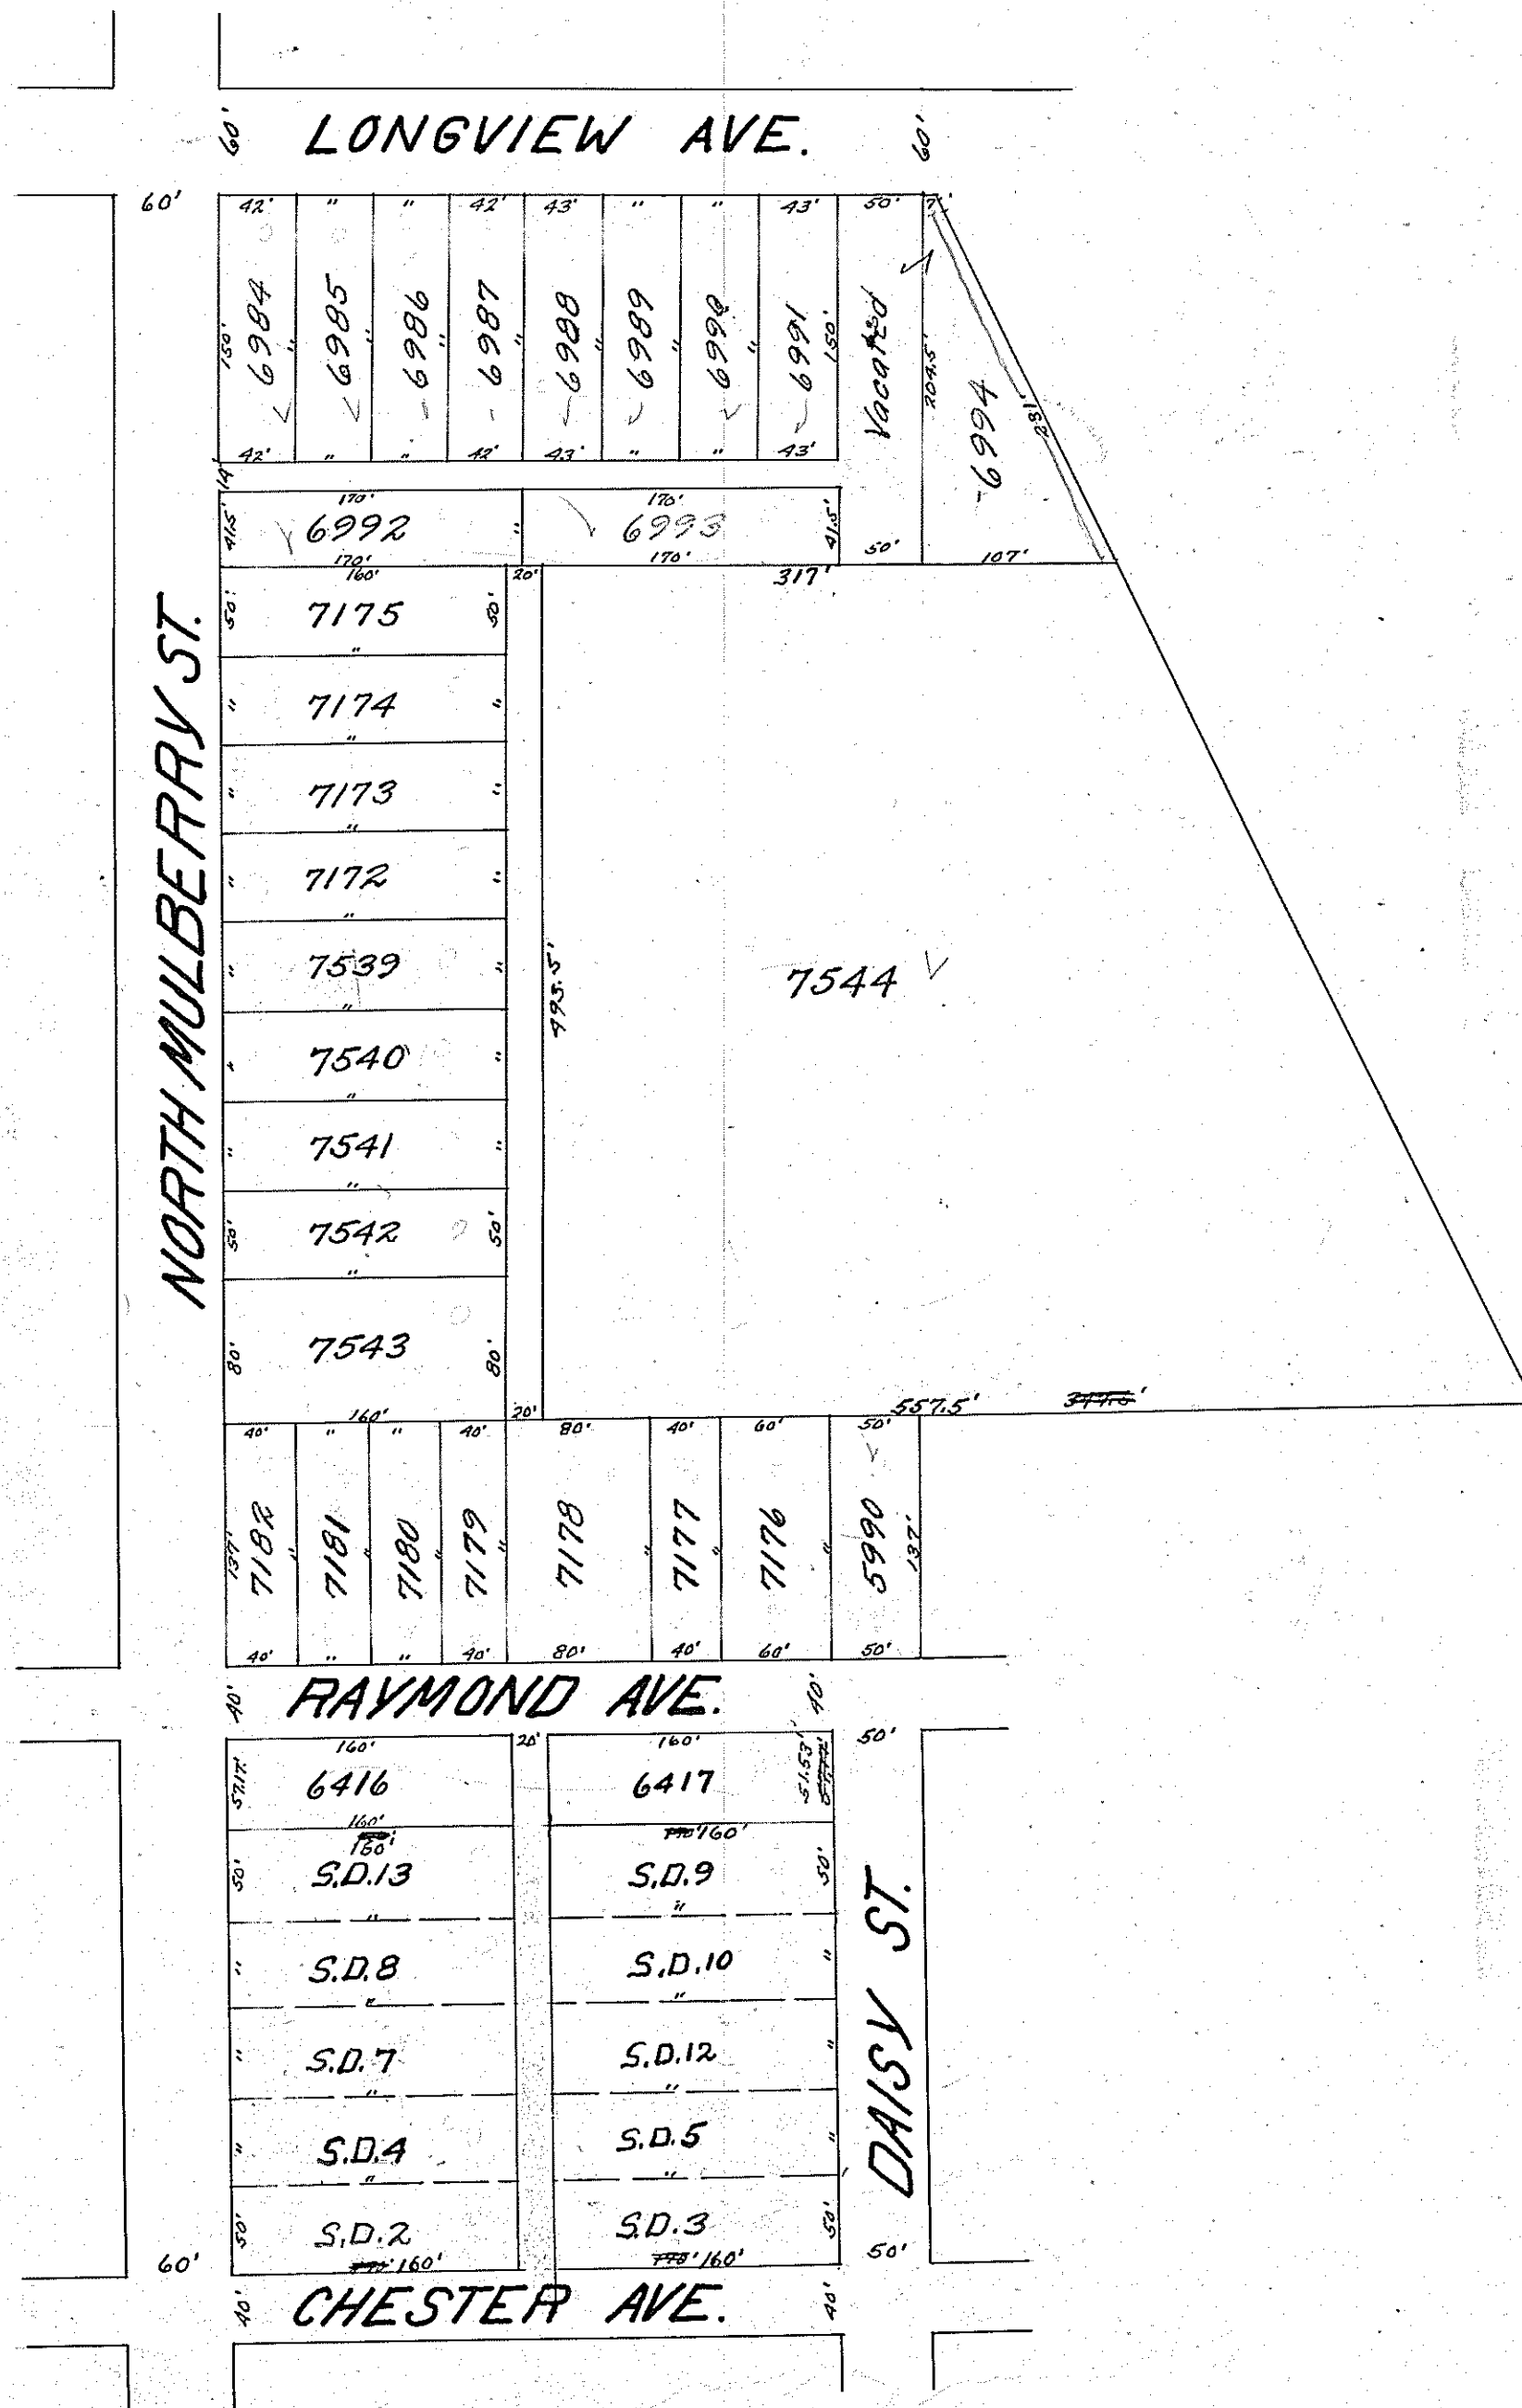 60' LONGVIEW AVE. 60'
60' 42' " " 42' 43' " " 43' 50' 7'
150' 6984 " 6985 " 6986 " 6987 " 6988 " 6989 " 6990 " 6991 150' Vacated 204.5' 6994 231'
42' " " 42' 43' " " 43'
14'
170' 170'
41.5' 6992 " 6993 41.5'
170' 170' 50' 107'
160' 20' 317'
50' 7175 50'
"
" 7174 "
"
" 7173 "
"
" 7172 "
"
" 7539 "
"
" 7540 "
"
" 7541 "
"
50' 7542 50'
"
80' 7543 80'
160' 20'
NORTH MULBERRY ST.
7544
557.5'
40' " " 40' 80' 40' 60' 50'
137' 7182 " 7181 " 7180 " 7179 " 7178 " 7177 " 7176 " 5990 137'
40' " " 40' 80' 40' 60' 50'
40' RAYMOND AVE. 40'
160' 20' 160' 50'
57.17' 6416 6417 51.53'
160' 160'
160'
50' S.D.13 S.D.9 50'
" "
" S.D.8 S.D.10 "
" "
" S.D.7 S.D.12 "
" "
" S.D.4 S.D.5 "
" "
50' S.D.2 S.D.3 50'
60' 160' 160' 50'
DAISY ST.
40' CHESTER AVE. 40'